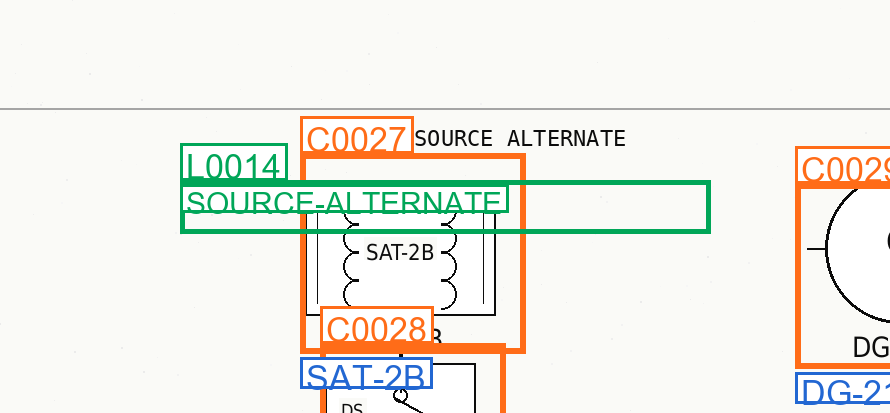 C0027 SOURCE ALTERNATE
L0014
C0029
SOURCE-ALTERNATE
SAT-2B
C0028
B
DG
SAT-2B
DG-21
DS